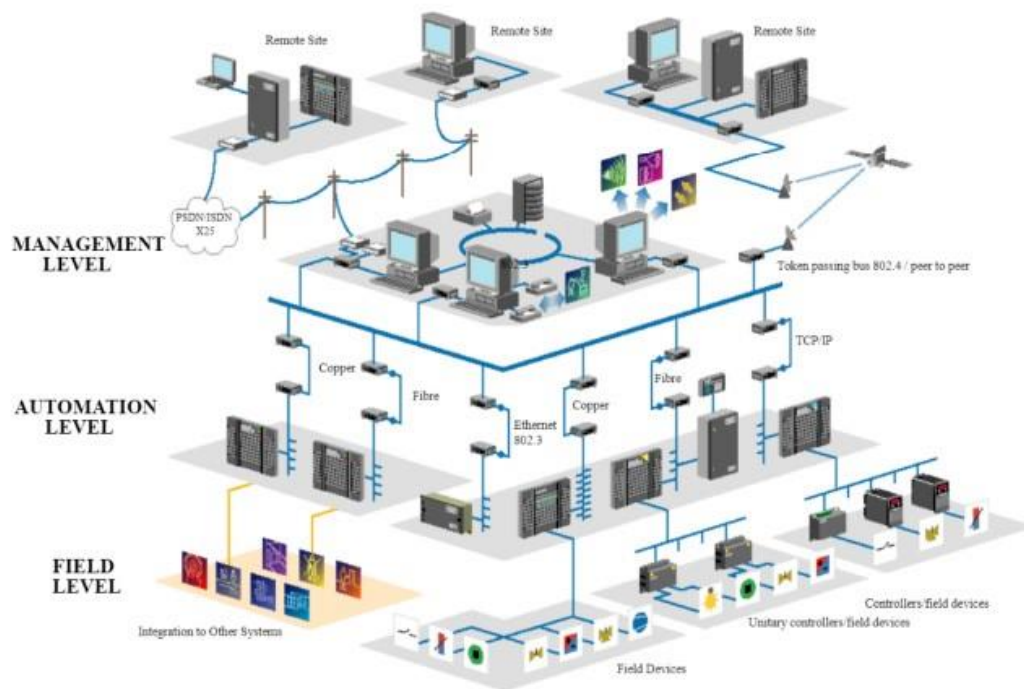 Remote Site
Remote Site
Remote Site
PSDN/ISDN
X25
MANAGEMENT
LEVEL
802.3
Token passing bus 802.4 / peer to peer
TCP/IP
Copper
Fibre
Fibre
Copper
AUTOMATION
LEVEL
Ethernet
802.3
FIELD
LEVEL
Integration to Other Systems
Controllers/field devices
Unitary controllers/field devices
Field Devices